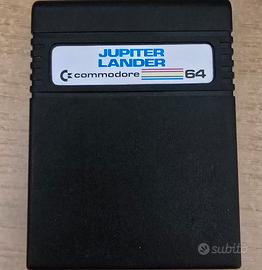 JUPITER
LANDER
commodore 64
subito